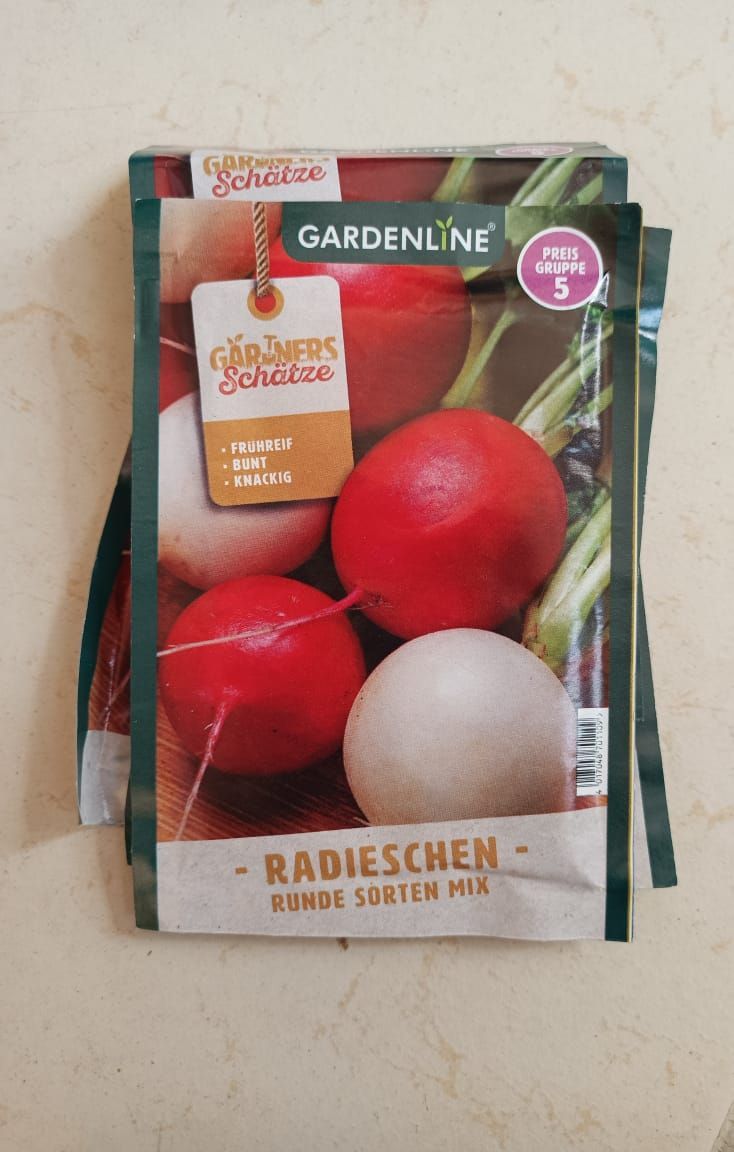 GÄRTNERS
Schätze
GARDENLINE®
PREIS
GRUPPE
5
GÄRTNERS
Schätze
· FRÜHREIF
· BUNT
· KNACKIG
- RADIESCHEN -
RUNDE SORTEN MIX